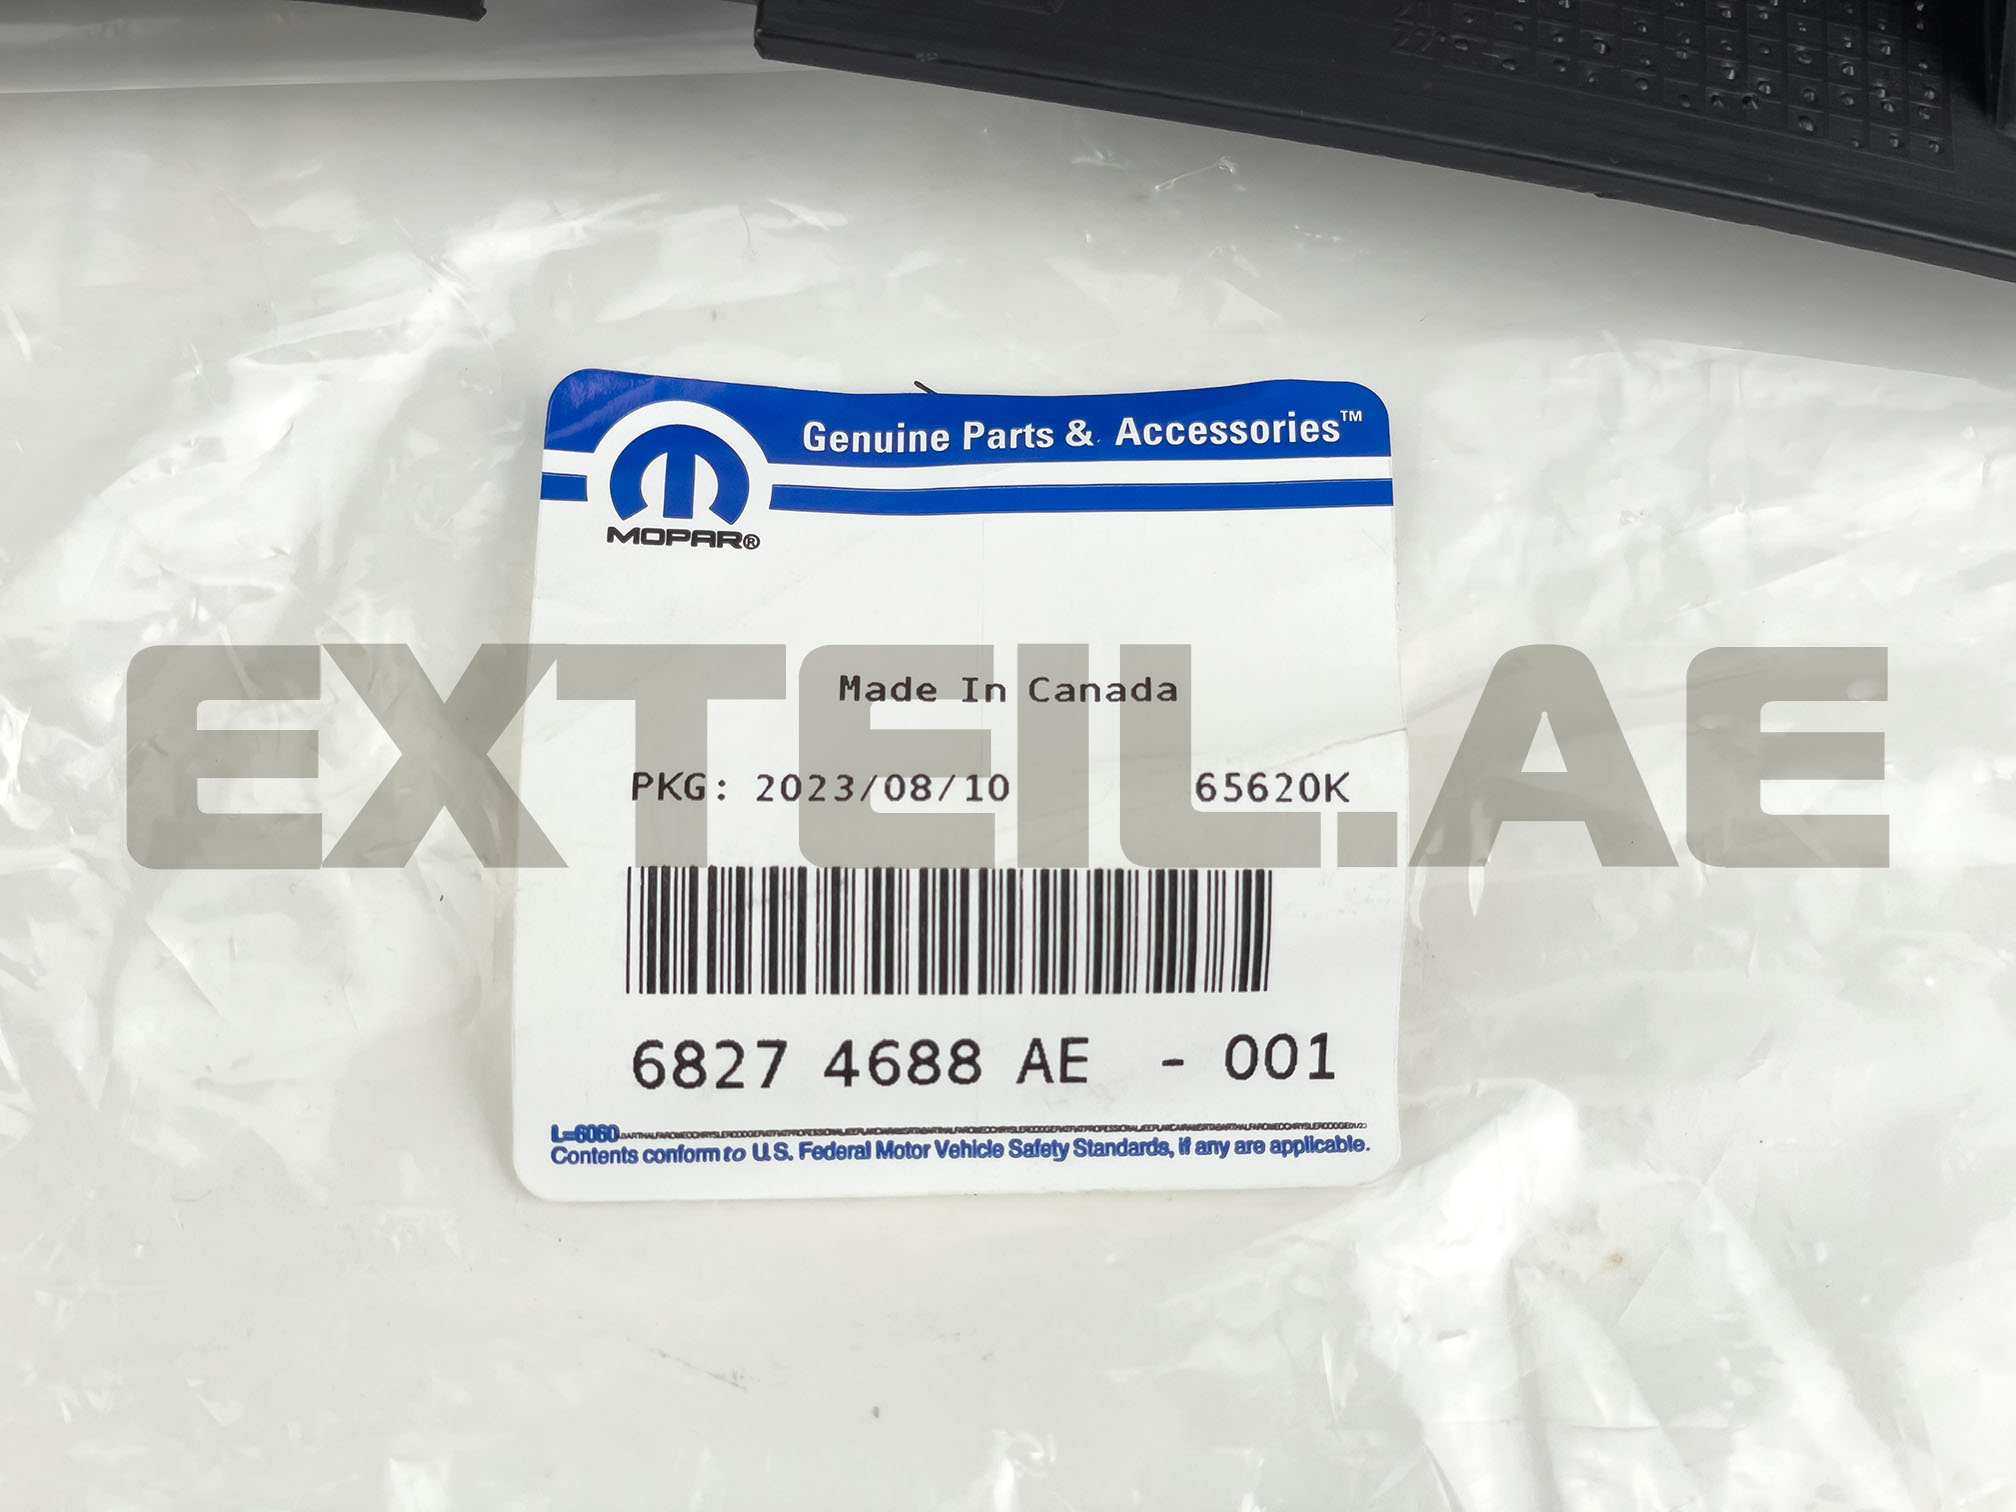 Genuine Parts & Accessories™
MOPAR®
EXTEIL.AE
Made In Canada
PKG: 2023/08/10 65620K
6827 4688 AE - 001
L=6060
Contents conform to U.S. Federal Motor Vehicle Safety Standards, if any are applicable.